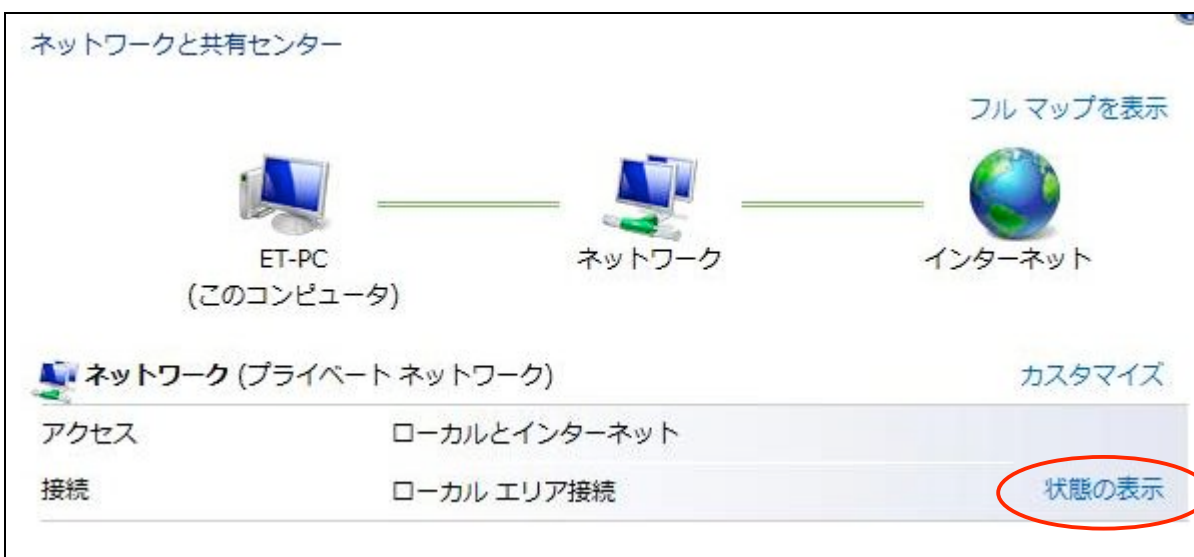 ネットワークと共有センター
フル マップを表示
ET-PC
(このコンピュータ)
ネットワーク
インターネット
ネットワーク (プライベート ネットワーク)
カスタマイズ
アクセス
ローカルとインターネット
接続
ローカル エリア接続
状態の表示